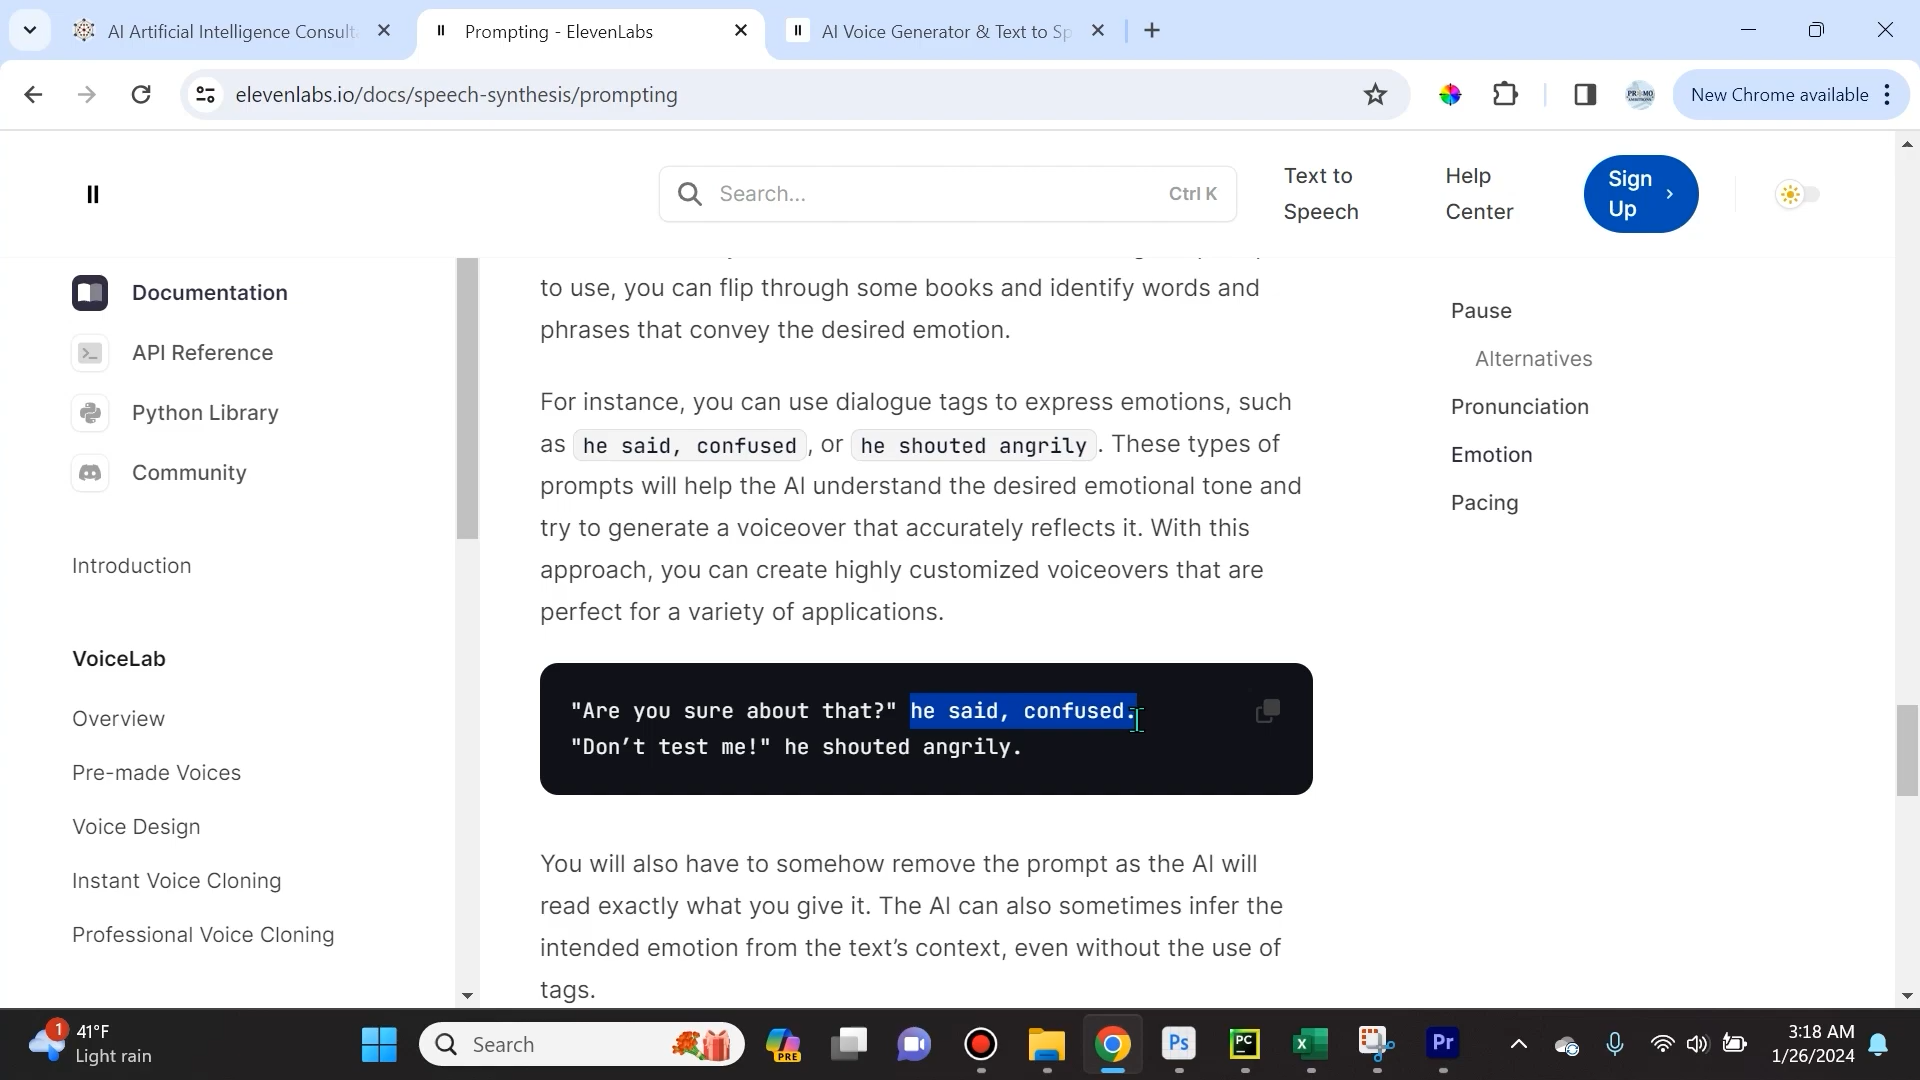 AI Artificial Intelligence Consult
Prompting - ElevenLabs
AI Voice Generator & Text to Sp
elevenlabs.io/docs/speech-synthesis/prompting
New Chrome available
Search...
Ctrl K
Text to
Speech
Help
Center
Sign
Up
Documentation
API Reference
Python Library
Community
Introduction
VoiceLab
Overview
Pre-made Voices
Voice Design
Instant Voice Cloning
Professional Voice Cloning
to use, you can flip through some books and identify words and
phrases that convey the desired emotion.
For instance, you can use dialogue tags to express emotions, such
as he said, confused, or he shouted angrily. These types of
prompts will help the AI understand the desired emotional tone and
try to generate a voiceover that accurately reflects it. With this
approach, you can create highly customized voiceovers that are
perfect for a variety of applications.
"Are you sure about that?" he said, confused.
"Don’t test me!" he shouted angrily.
You will also have to somehow remove the prompt as the AI will
read exactly what you give it. The AI can also sometimes infer the
intended emotion from the text’s context, even without the use of
tags.
Pause
Alternatives
Pronunciation
Emotion
Pacing
1
41°F
Light rain
Search
PRE
Ps
PC
X
Pr
3:18 AM
1/26/2024